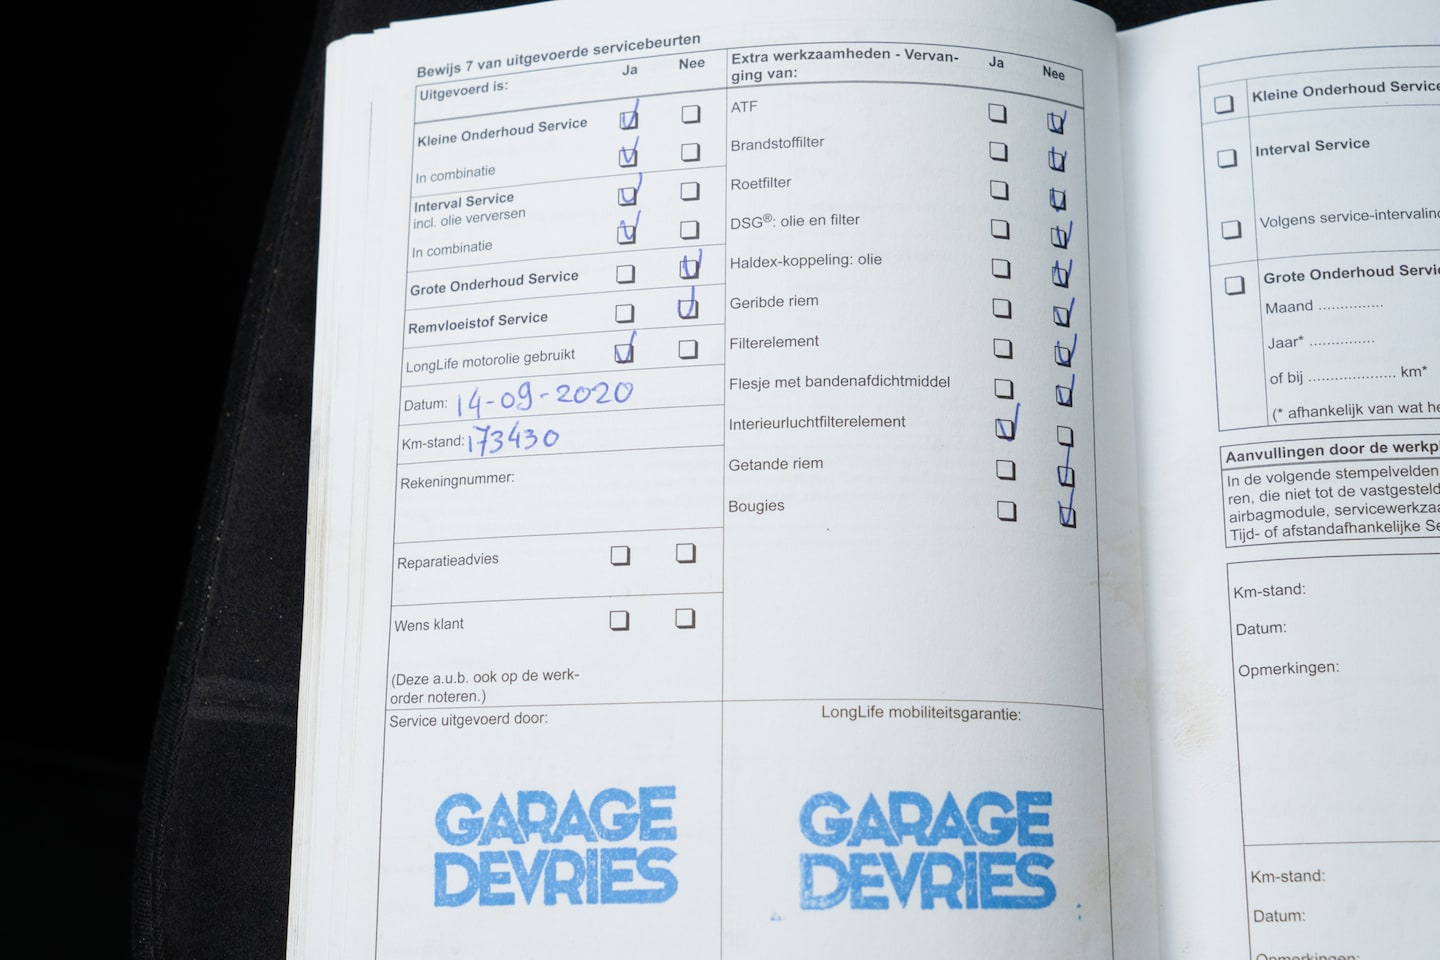 Bewijs 7 van uitgevoerde servicebeurten
Uitgevoerd is:
Ja
Nee
Kleine Onderhoud Service
In combinatie
Interval Service
incl. olie verversen
In combinatie
Grote Onderhoud Service
Remvloeistof Service
LongLife motorolie gebruikt
Datum: 14-09-2020
Km-stand: 173430
Rekeningnummer:
Reparatieadvies
Wens klant
(Deze a.u.b. ook op de werk-
order noteren.)
Service uitgevoerd door:
GARAGE
DEVRIES
Extra werkzaamheden - Vervan-
ging van:
Ja
Nee
ATF
Brandstoffilter
Roetfilter
DSG®: olie en filter
Haldex-koppeling: olie
Geribde riem
Filterelement
Flesje met bandenafdichtmiddel
Interieurluchtfilterelement
Getande riem
Bougies
LongLife mobiliteitsgarantie:
GARAGE
DEVRIES
Kleine Onderhoud Service
Interval Service
Volgens service-intervalind
Grote Onderhoud Servic
Maand ...............
Jaar* ...............
of bij .................... km*
(* afhankelijk van wat he
Aanvullingen door de werkpl
In de volgende stempelvelden
ren, die niet tot de vastgesteld
airbagmodule, servicewerkzaa
Tijd- of afstandafhankelijke Se
Km-stand:
Datum:
Opmerkingen:
Km-stand:
Datum:
Opmerkingen: